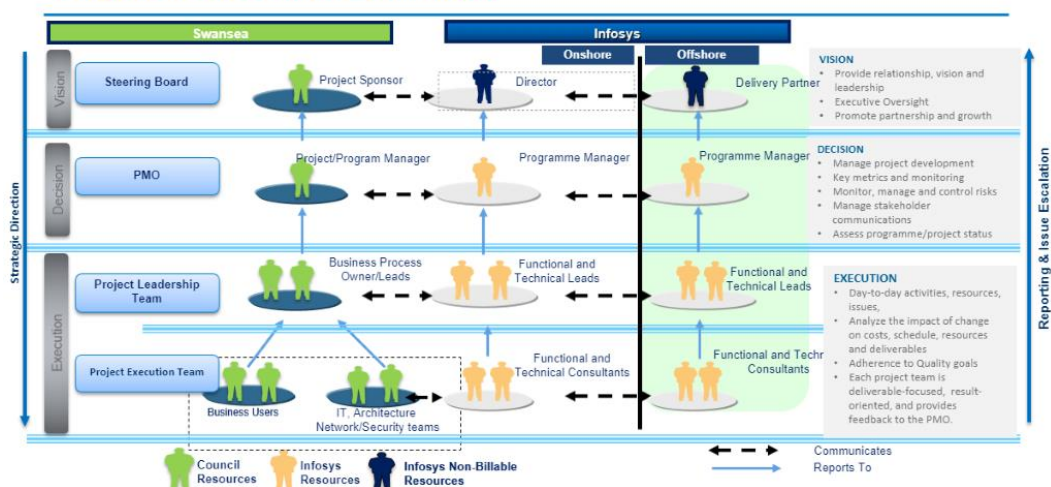 Swansea
Infosys
Onshore
Offshore
Strategic Direction
Reporting & Issue Escalation
Vision
Steering Board
Project Sponsor
Director
Delivery Partner
VISION
• Provide relationship, vision and
leadership
• Executive Oversight
• Promote partnership and growth
Decision
PMO
Project/Program Manager
Programme Manager
Programme Manager
DECISION
• Manage project development
• Key metrics and monitoring
• Monitor, manage and control risks
• Manage stakeholder
communications
• Assess programme/project status
Execution
Project Leadership
Team
Business Process
Owner/Leads
Functional and
Technical Leads
Functional and
Technical Leads
Project Execution Team
Business Users
IT, Architecture
Network/Security teams
Functional and
Technical Consultants
Functional and Techr
Consultants
EXECUTION
• Day-to-day activities, resources,
issues,
• Analyze the impact of change
on costs, schedule, resources
and deliverables
• Adherence to Quality goals
• Each project team is
deliverable-focused, result-
oriented, and provides
feedback to the PMO.
Council
Resources
Infosys
Resources
Infosys Non-Billable
Resources
Communicates
Reports To